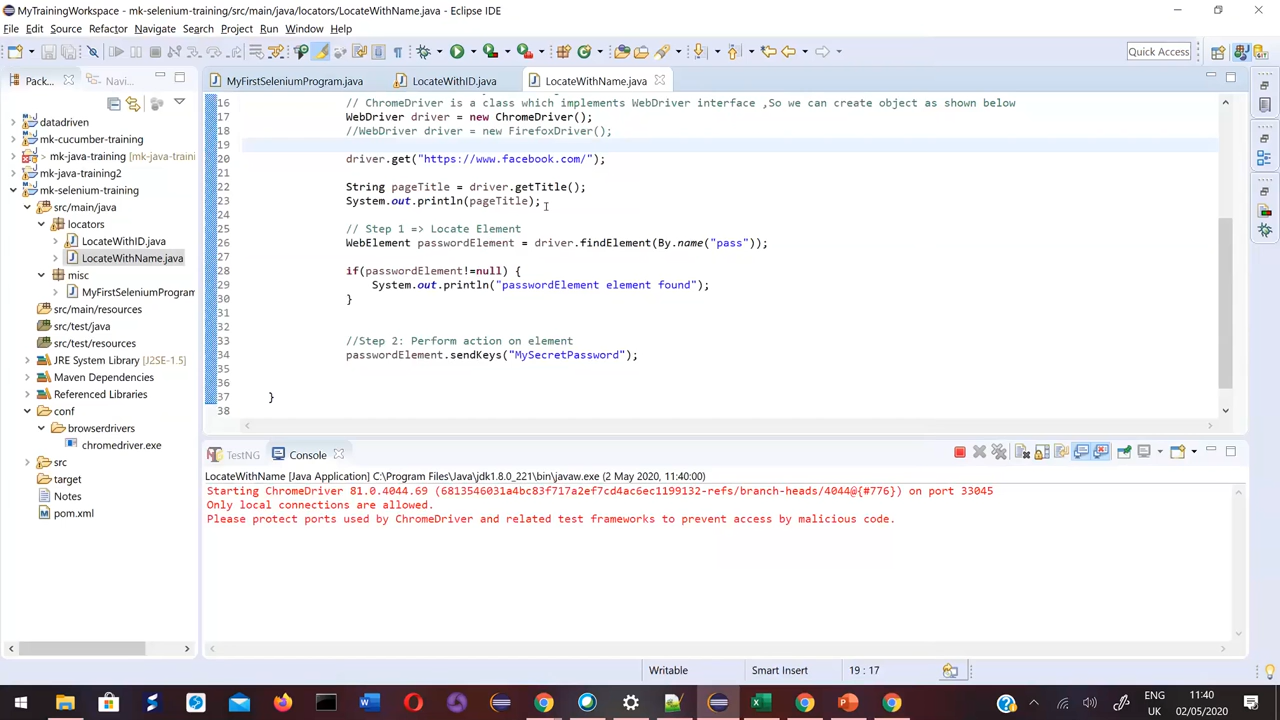 MyTrainingWorkspace - mk-selenium-training/src/main/java/locators/LocateWithName.java - Eclipse IDE
File Edit Source Refactor Navigate Search Project Run Window Help
Quick Access
Pack... Navi...
MyFirstSeleniumProgram.java LocateWithID.java LocateWithName.java
datadriven
mk-cucumber-training
> mk-java-training [mk-java-traini
mk-java-training2
mk-selenium-training
src/main/java
locators
LocateWithID.java
LocateWithName.java
misc
MyFirstSeleniumProgram
src/main/resources
src/test/java
src/test/resources
JRE System Library [J2SE-1.5]
Maven Dependencies
Referenced Libraries
conf
browserdrivers
chromedriver.exe
src
target
Notes
pom.xml
16 // ChromeDriver is a class which implements WebDriver interface ,So we can create object as shown below
17 WebDriver driver = new ChromeDriver();
18 //WebDriver driver = new FirefoxDriver();
19
20 driver.get("https://www.facebook.com/");
21
22 String pageTitle = driver.getTitle();
23 System.out.println(pageTitle);
24
25 // Step 1 => Locate Element
26 WebElement passwordElement = driver.findElement(By.name("pass"));
27
28 if(passwordElement!=null) {
29 System.out.println("passwordElement element found");
30 }
31
32
33 //Step 2: Perform action on element
34 passwordElement.sendKeys("MySecretPassword");
35
36
37 }
38
TestNG Console
LocateWithName [Java Application] C:\Program Files\Java\jdk1.8.0_221\bin\javaw.exe (2 May 2020, 11:40:00)
Starting ChromeDriver 81.0.4044.69 (6813546031a4bc83f717a2ef7cd4ac6ec1199132-refs/branch-heads/4044@{#776}) on port 33045
Only local connections are allowed.
Please protect ports used by ChromeDriver and related test frameworks to prevent access by malicious code.
Writable Smart Insert 19 : 17
ENG 11:40
UK 02/05/2020